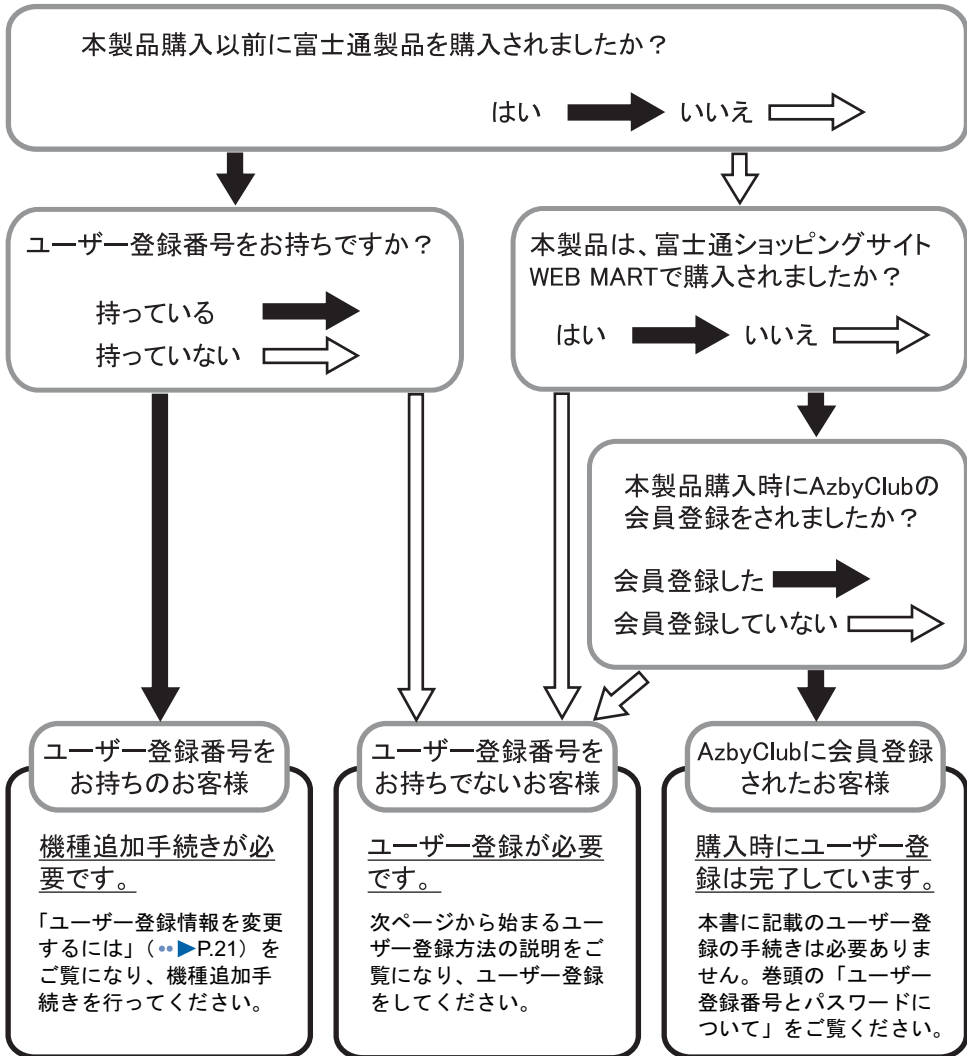 本製品購入以前に富士通製品を購入されましたか？
はい いいえ
ユーザー登録番号をお持ちですか？
持っている
持っていない
本製品は、富士通ショッピングサイト
WEB MARTで購入されましたか？
はい いいえ
本製品購入時にAzbyClubの
会員登録をされましたか？
会員登録した
会員登録していない
ユーザー登録番号を
お持ちのお客様
機種追加手続きが必
要です。
「ユーザー登録情報を変更
するには」（••▶P.21）を
ご覧になり、機種追加手
続きを行ってください。
ユーザー登録番号を
お持ちでないお客様
ユーザー登録が必要
です。
次ページから始まるユー
ザー登録方法の説明をご
覧になり、ユーザー登録
をしてください。
AzbyClubに会員登録
されたお客様
購入時にユーザー登
録は完了しています。
本書に記載のユーザー登
録の手続きは必要ありま
せん。巻頭の「ユーザー
登録番号とパスワードに
ついて」をご覧ください。